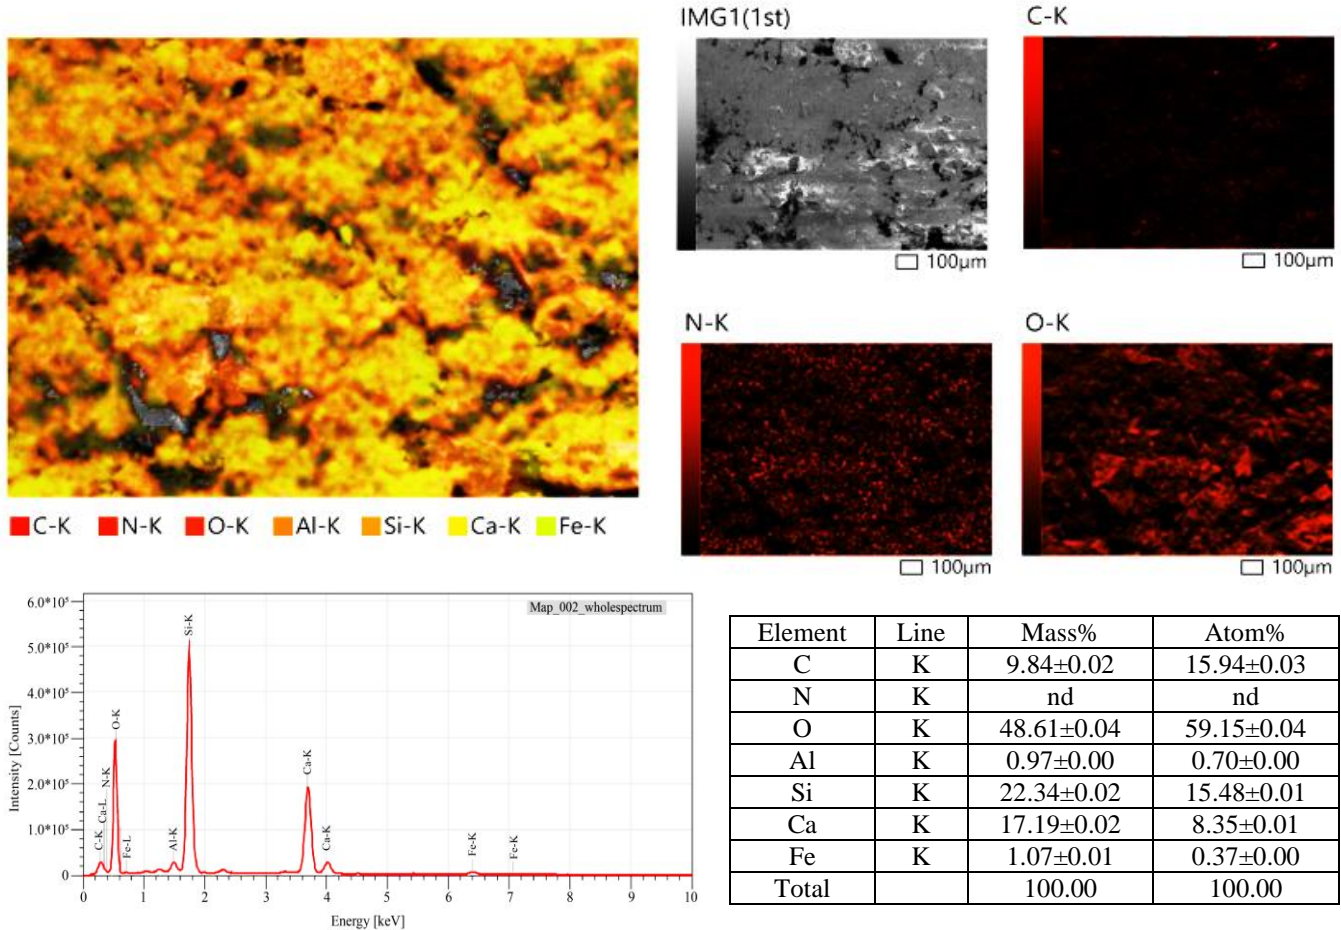 IMG1(1st)
C-K
100μm
100μm
N-K
O-K
100μm
100μm
C-K N-K O-K Al-K Si-K Ca-K Fe-K
Map_002_wholespectrum
6.0*10⁵
5.0*10⁵
4.0*10⁵
3.0*10⁵
2.0*10⁵
1.0*10⁵
0
Intensity [Counts]
C-K
Ca-L
N-K
O-K
Fe-L
Al-K
Si-K
Ca-K
Ca-K
Fe-K
Fe-K
0 1 2 3 4 5 6 7 8 9 10
Energy [keV]
Element Line Mass% Atom%
C K 9.84±0.02 15.94±0.03
N K nd nd
O K 48.61±0.04 59.15±0.04
Al K 0.97±0.00 0.70±0.00
Si K 22.34±0.02 15.48±0.01
Ca K 17.19±0.02 8.35±0.01
Fe K 1.07±0.01 0.37±0.00
Total 100.00 100.00